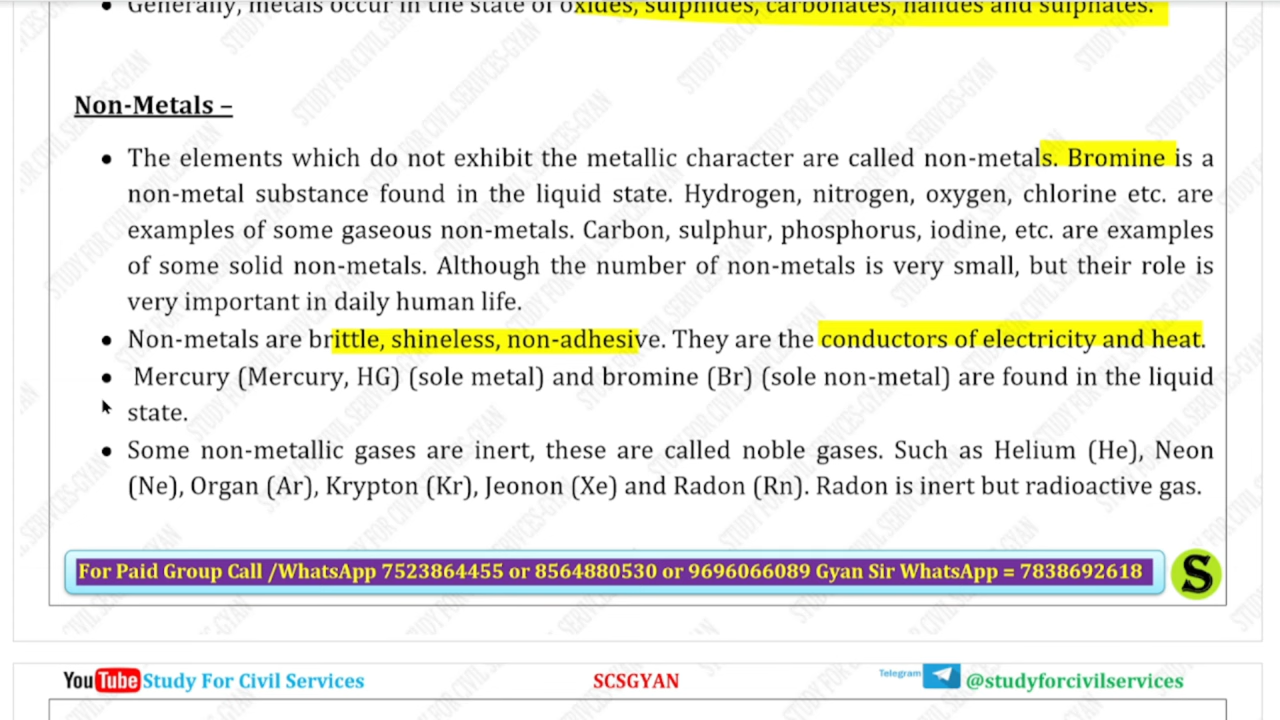 • Generally, metals occur in the state of oxides, sulphides, carbonates, halides and sulphates.
Non-Metals –
• The elements which do not exhibit the metallic character are called non-metals. Bromine is a
non-metal substance found in the liquid state. Hydrogen, nitrogen, oxygen, chlorine etc. are
examples of some gaseous non-metals. Carbon, sulphur, phosphorus, iodine, etc. are examples
of some solid non-metals. Although the number of non-metals is very small, but their role is
very important in daily human life.
• Non-metals are brittle, shineless, non-adhesive. They are the conductors of electricity and heat.
• Mercury (Mercury, HG) (sole metal) and bromine (Br) (sole non-metal) are found in the liquid
state.
• Some non-metallic gases are inert, these are called noble gases. Such as Helium (He), Neon
(Ne), Organ (Ar), Krypton (Kr), Jeonon (Xe) and Radon (Rn). Radon is inert but radioactive gas.
For Paid Group Call /WhatsApp 7523864455 or 8564880530 or 9696066089 Gyan Sir WhatsApp = 7838692618
S
YouTube Study For Civil Services SCSGYAN Telegram @studyforcivilservices
STUDY FOR CIVIL SERIVCES-GYAN